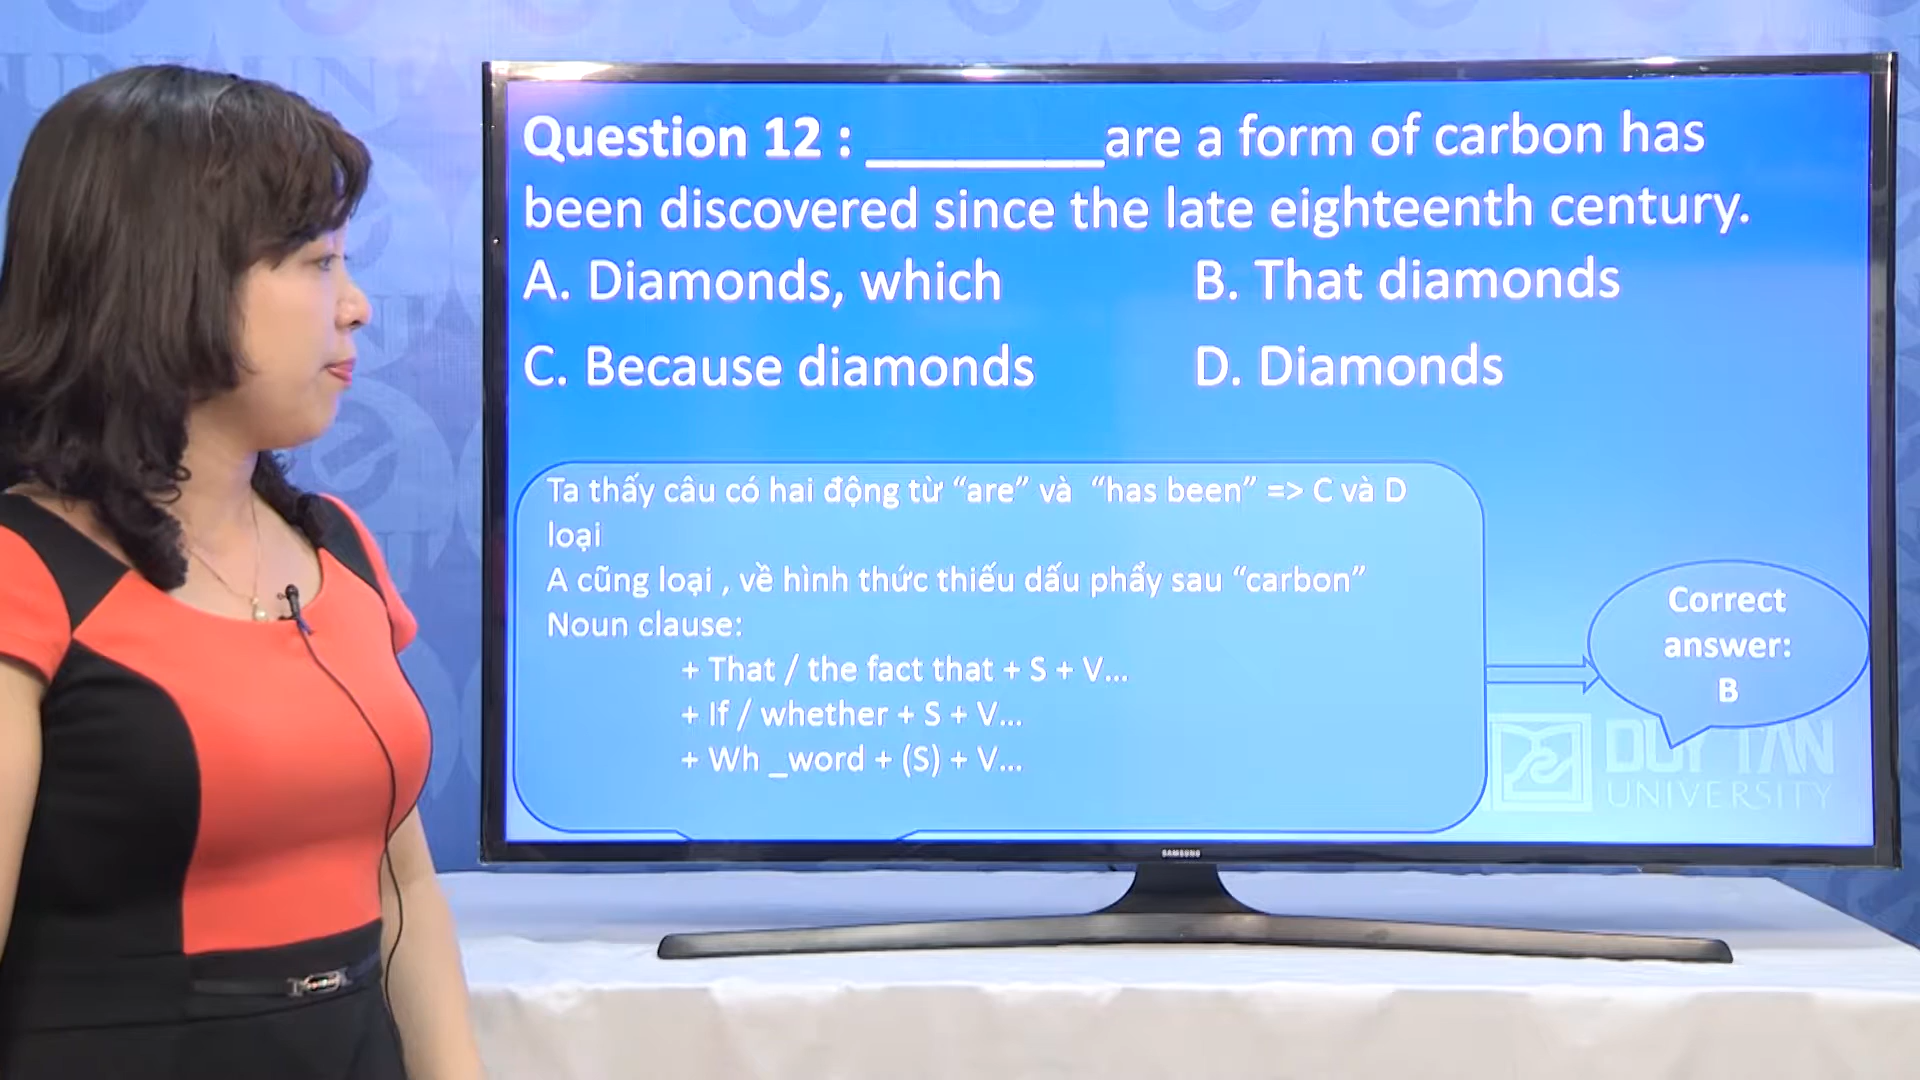 Question 12 : ________are a form of carbon has
been discovered since the late eighteenth century.
A. Diamonds, which B. That diamonds
C. Because diamonds D. Diamonds
Ta thấy câu có hai động từ “are” và “has been” => C và D
loại
A cũng loại , về hình thức thiếu dấu phẩy sau “carbon”
Noun clause:
+ That / the fact that + S + V...
+ If / whether + S + V...
+ Wh _word + (S) + V...
Correct
answer:
B
DUY TAN
UNIVERSITY
SAMSUNG